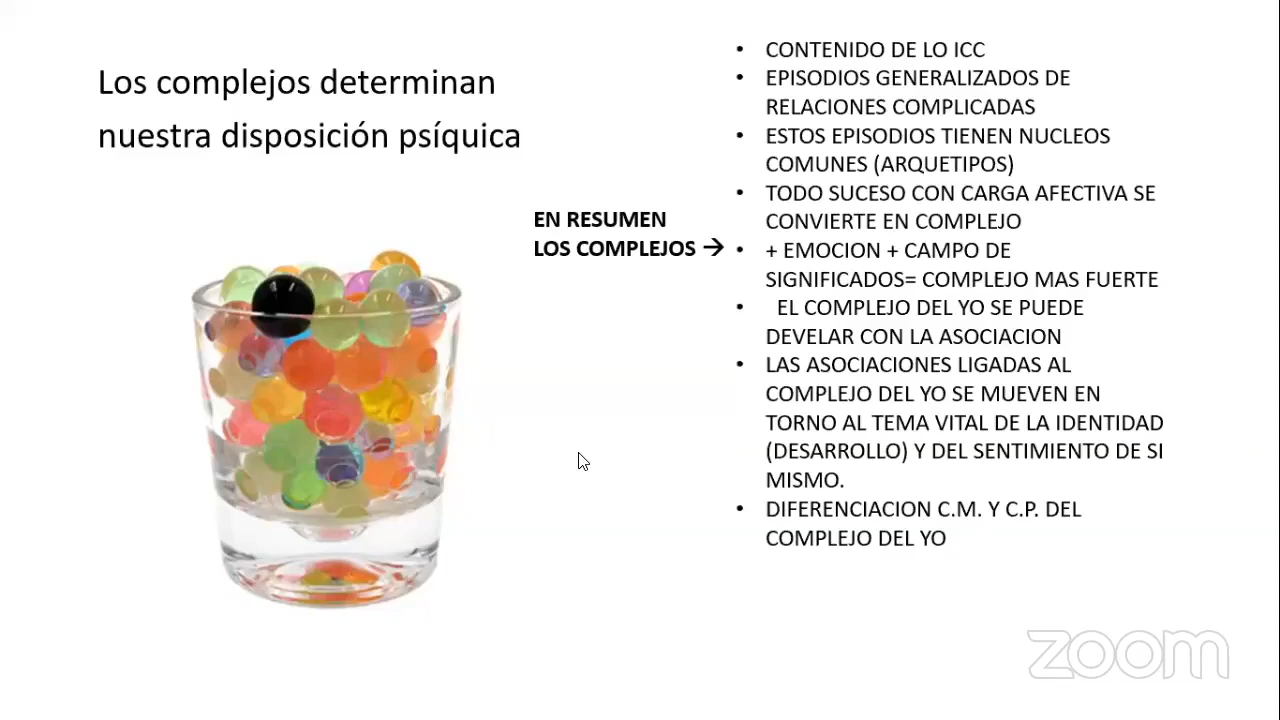 Los complejos determinan
nuestra disposición psíquica
EN RESUMEN
LOS COMPLEJOS →
• CONTENIDO DE LO ICC
• EPISODIOS GENERALIZADOS DE
RELACIONES COMPLICADAS
• ESTOS EPISODIOS TIENEN NUCLEOS
COMUNES (ARQUETIPOS)
• TODO SUCESO CON CARGA AFECTIVA SE
CONVIERTE EN COMPLEJO
• + EMOCION + CAMPO DE
SIGNIFICADOS= COMPLEJO MAS FUERTE
• EL COMPLEJO DEL YO SE PUEDE
DEVELAR CON LA ASOCIACION
• LAS ASOCIACIONES LIGADAS AL
COMPLEJO DEL YO SE MUEVEN EN
TORNO AL TEMA VITAL DE LA IDENTIDAD
(DESARROLLO) Y DEL SENTIMIENTO DE SI
MISMO.
• DIFERENCIACION C.M. Y C.P. DEL
COMPLEJO DEL YO
zoom